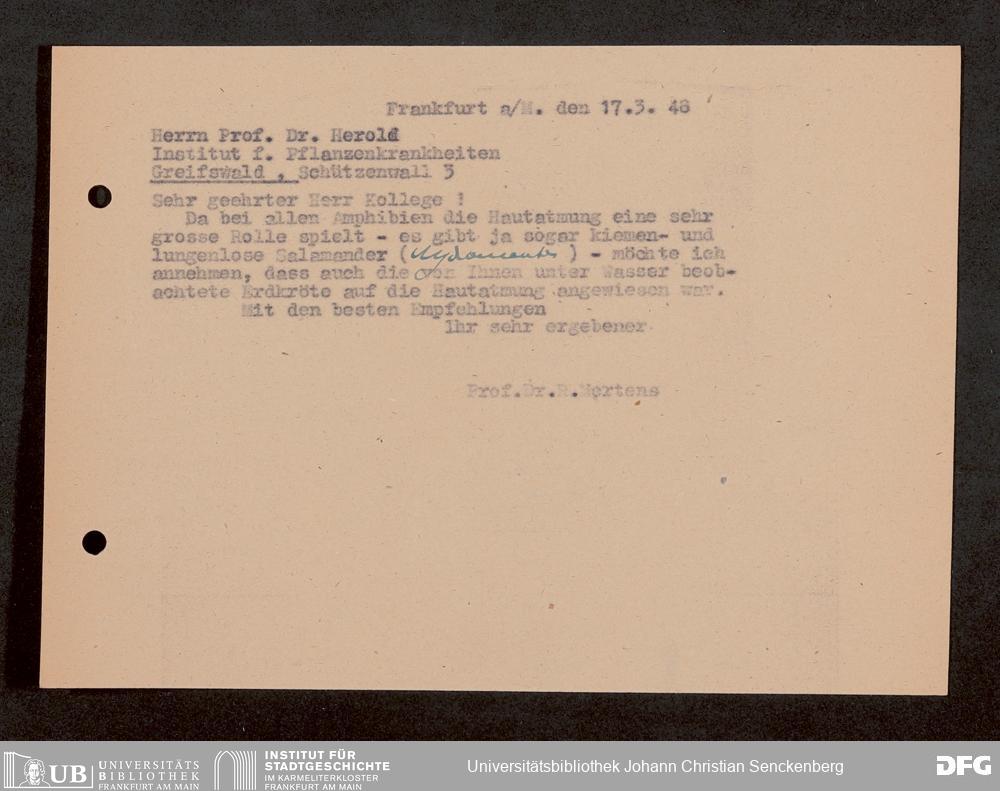 Frankfurt a/M. den 17.3. 48
Herrn Prof. Dr. Herold
Institut f. Pflanzenkrankheiten
Greifswald , Schützenwall 3
Sehr geehrter Herr Kollege !
Da bei allen Amphibien die Hautatmung eine sehr
grosse Rolle spielt - es gibt ja sogar kiemen- und
lungenlose Salamander ( ) - möchte ich
annehmen, dass auch die von Ihnen unter Wasser beob-
achtete Erdkröte auf die Hautatmung angewiesen war.
Mit den besten Empfehlungen
Ihr sehr ergebener
Prof.Dr.R.Mertens
UB UNIVERSITÄTS
BIBLIOTHEK
FRANKFURT AM MAIN
INSTITUT FÜR
STADTGESCHICHTE
IM KARMELITERKLOSTER
FRANKFURT AM MAIN
Universitätsbibliothek Johann Christian Senckenberg
DFG